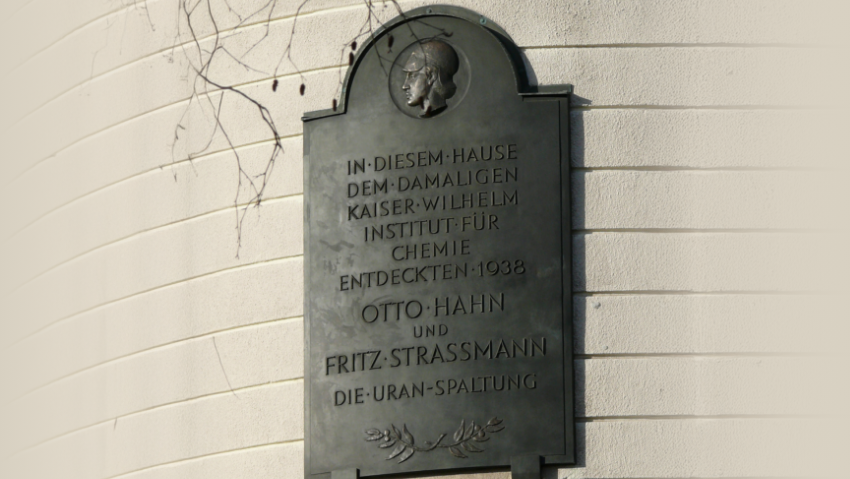 IN·DIESEM·HAUSE
DEM·DAMALIGEN
KAISER·WILHELM
INSTITUT·FÜR
CHEMIE
ENTDECKTEN·1938
OTTO·HAHN
UND
FRITZ·STRASSMANN
DIE·URAN-SPALTUNG